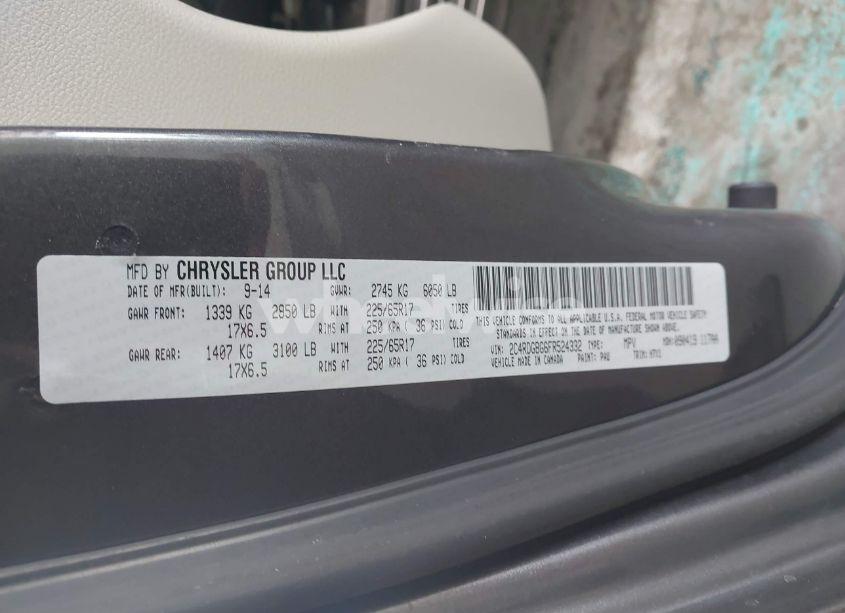 MFD BY CHRYSLER GROUP LLC
DATE OF MFR(BUILT): 9-14 GVWR: 2745 KG 6050 LB
GAWR FRONT: 1339 KG 2950 LB WITH 225/65R17 TIRES
17X6.5 RIMS AT 250 KPA ( 36 PSI) COLD
GAWR REAR: 1407 KG 3100 LB WITH 225/65R17 TIRES
17X6.5 RIMS AT 250 KPA ( 36 PSI) COLD
THIS VEHICLE CONFORMS TO ALL APPLICABLE U.S.A. FEDERAL MOTOR VEHICLE SAFETY
STANDARDS IN EFFECT ON THE DATE OF MANUFACTURE SHOWN ABOVE.
VIN: 2C4RDGBG6FR524332 TYPE: MPV MDH: 090419 117AA
VEHICLE MADE IN CANADA PAINT: PAU TRIM: